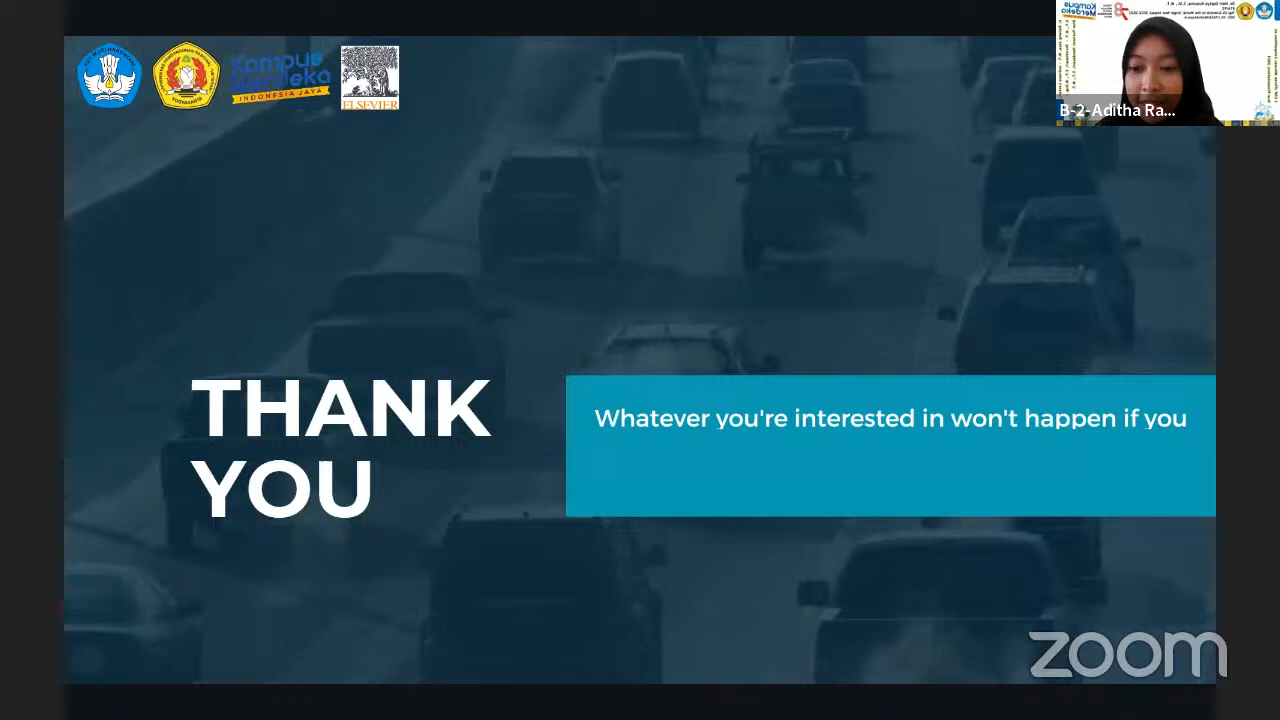 Kampus
Merdeka
INDONESIA JAYA
ELSEVIER
YOGYAKARTA
B-2-Aditha Ra...
THANK
YOU
Whatever you're interested in won't happen if you
zoom